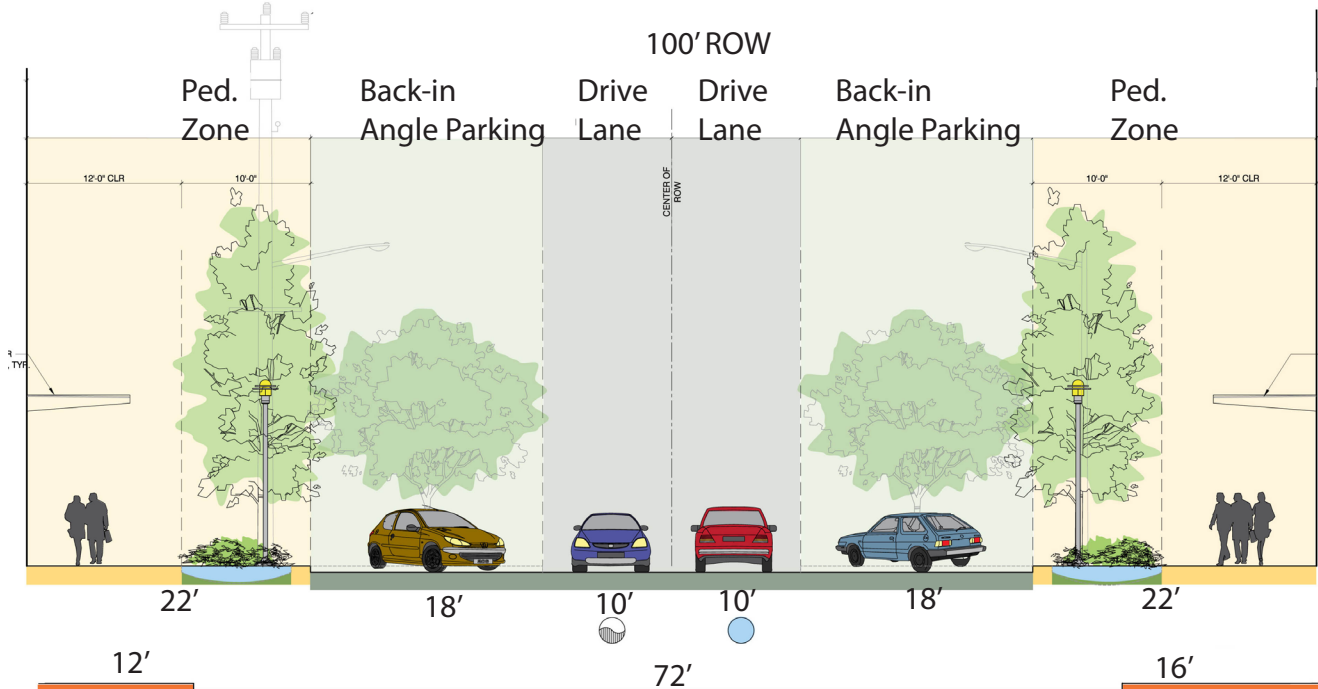 100' ROW
Ped.
Zone
Back-in
Angle Parking
Drive
Lane
Drive
Lane
Back-in
Angle Parking
Ped.
Zone
12'-0" CLR
10'-0"
CENTER OF
ROW
10'-0"
12'-0" CLR
R
, TYP.
22'
18'
10'
10'
18'
22'
12'
72'
16'